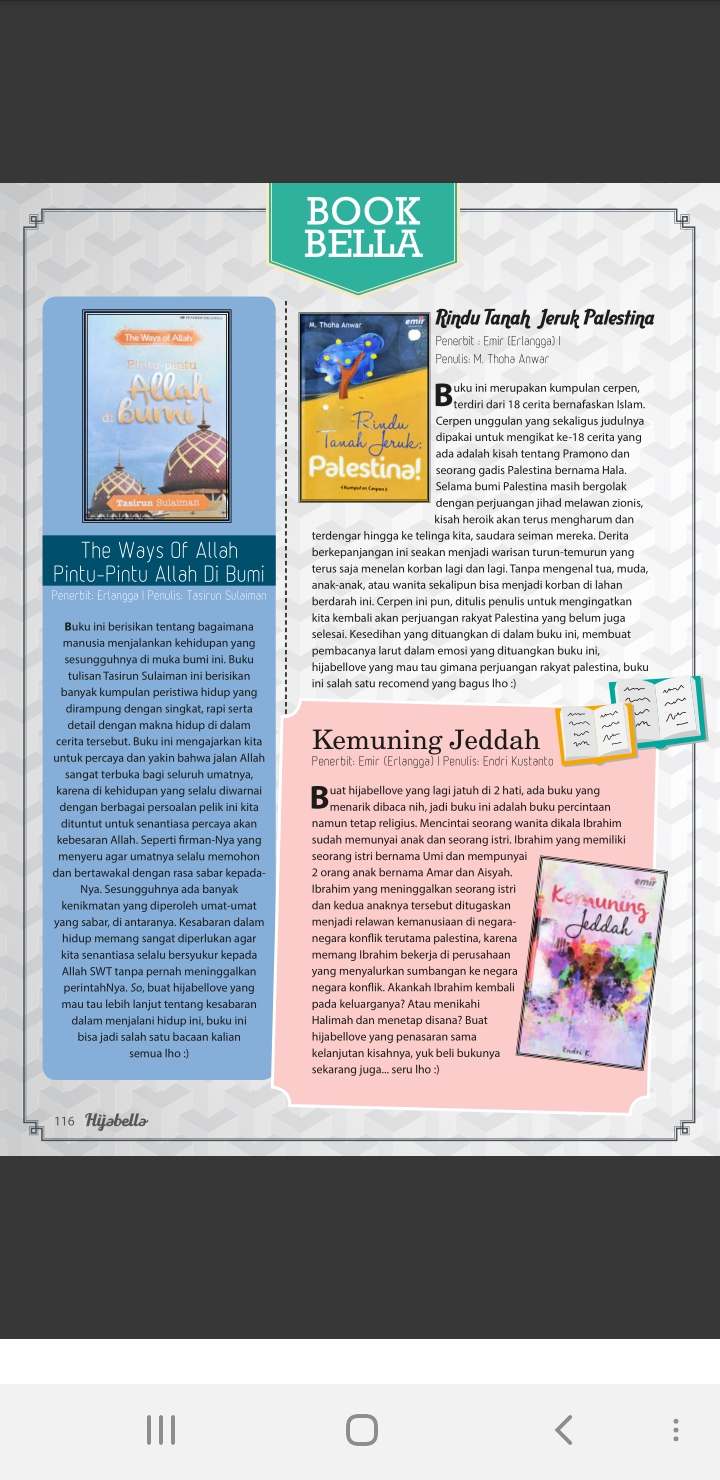 BOOK
BELLA
PENERBIT ERLANGGA
The Ways of Allah
Pintu-pintu
Allah
di Bumi
Tasirun Sulaiman
The Ways Of Allah
Pintu-Pintu Allah Di Bumi
Penerbit: Erlangga I Penulis: Tasirun Sulaiman
Buku ini berisikan tentang bagaimana
manusia menjalankan kehidupan yang
sesungguhnya di muka bumi ini. Buku
tulisan Tasirun Sulaiman ini berisikan
banyak kumpulan peristiwa hidup yang
dirampung dengan singkat, rapi serta
detail dengan makna hidup di dalam
cerita tersebut. Buku ini mengajarkan kita
untuk percaya dan yakin bahwa jalan Allah
sangat terbuka bagi seluruh umatnya,
karena di kehidupan yang selalu diwarnai
dengan berbagai persoalan pelik ini kita
dituntut untuk senantiasa percaya akan
kebesaran Allah. Seperti firman-Nya yang
menyeru agar umatnya selalu memohon
dan bertawakal dengan rasa sabar kepada-
Nya. Sesungguhnya ada banyak
kenikmatan yang diperoleh umat-umat
yang sabar, di antaranya. Kesabaran dalam
hidup memang sangat diperlukan agar
kita senantiasa selalu bersyukur kepada
Allah SWT tanpa pernah meninggalkan
perintahNya. So, buat hijabellove yang
mau tau lebih lanjut tentang kesabaran
dalam menjalani hidup ini, buku ini
bisa jadi salah satu bacaan kalian
semua lho :)
M. Thoha Anwar
emir
Rindu
Tanah Jeruk:
Palestina!
(Kumpulan Cerpen)
Rindu Tanah Jeruk Palestina
Penerbit : Emir (Erlangga) I
Penulis: M. Thoha Anwar
Buku ini merupakan kumpulan cerpen,
terdiri dari 18 cerita bernafaskan Islam.
Cerpen unggulan yang sekaligus judulnya
dipakai untuk mengikat ke-18 cerita yang
ada adalah kisah tentang Pramono dan
seorang gadis Palestina bernama Hala.
Selama bumi Palestina masih bergolak
dengan perjuangan jihad melawan zionis,
kisah heroik akan terus mengharum dan
terdengar hingga ke telinga kita, saudara seiman mereka. Derita
berkepanjangan ini seakan menjadi warisan turun-temurun yang
terus saja menelan korban lagi dan lagi. Tanpa mengenal tua, muda,
anak-anak, atau wanita sekalipun bisa menjadi korban di lahan
berdarah ini. Cerpen ini pun, ditulis penulis untuk mengingatkan
kita kembali akan perjuangan rakyat Palestina yang belum juga
selesai. Kesedihan yang dituangkan di dalam buku ini, membuat
pembacanya larut dalam emosi yang dituangkan buku ini,
hijabellove yang mau tau gimana perjuangan rakyat palestina, buku
ini salah satu recomend yang bagus lho :)
Kemuning Jeddah
Penerbit: Emir (Erlangga) I Penulis: Endri Kustanto
Buat hijabellove yang lagi jatuh di 2 hati, ada buku yang
menarik dibaca nih, jadi buku ini adalah buku percintaan
namun tetap religius. Mencintai seorang wanita dikala Ibrahim
sudah memunyai anak dan seorang istri. Ibrahim yang memiliki
seorang istri bernama Umi dan mempunyai
2 orang anak bernama Amar dan Aisyah.
Ibrahim yang meninggalkan seorang istri
dan kedua anaknya tersebut ditugaskan
menjadi relawan kemanusiaan di negara-
negara konflik terutama palestina, karena
memang Ibrahim bekerja di perusahaan
yang menyalurkan sumbangan ke negara
negara konflik. Akankah Ibrahim kembali
pada keluarganya? Atau menikahi
Halimah dan menetap disana? Buat
hijabellove yang penasaran sama
kelanjutan kisahnya, yuk beli bukunya
sekarang juga... seru lho :)
emir
Kemuning
Jeddah
Endri K.
116 Hijabella